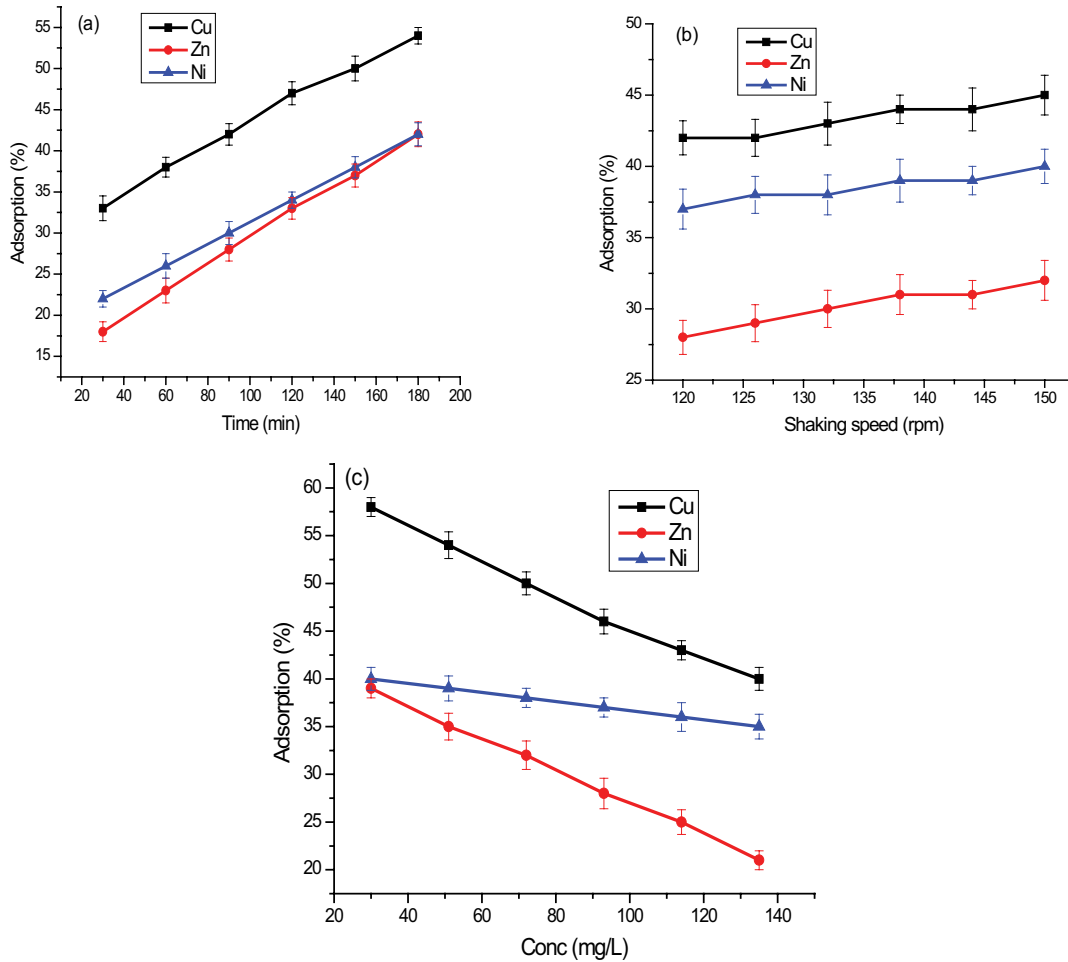 (a)
Cu
Zn
Ni
55
50
45
40
35
30
25
20
15
Adsorption (%)
20 40 60 80 100 120 140 160 180 200
Time (min)
(b)
Cu
Zn
Ni
50
45
40
35
30
25
Adsorption (%)
120 125 130 135 140 145 150
Shaking speed (rpm)
(c)
Cu
Zn
Ni
60
55
50
45
40
35
30
25
20
Adsorption (%)
20 40 60 80 100 120 140
Conc (mg/L)